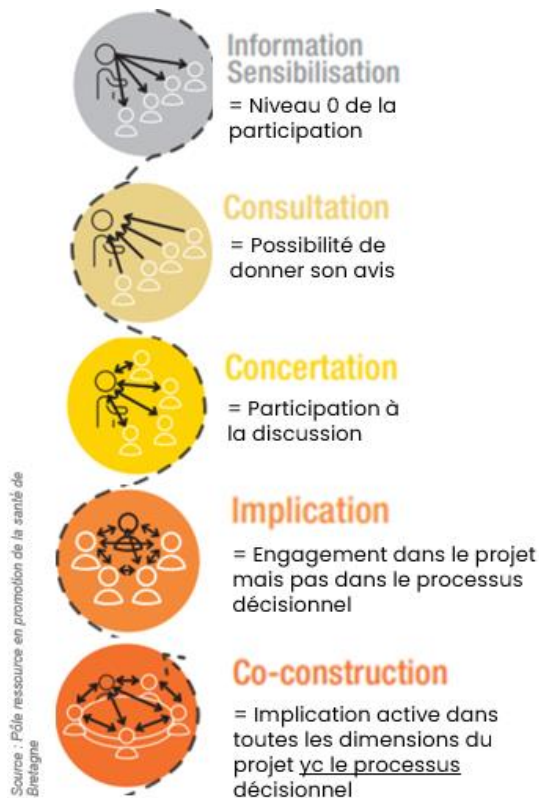 Information
Sensibilisation
= Niveau 0 de la
participation
Consultation
= Possibilité de
donner son avis
Concertation
= Participation à
la discussion
Implication
= Engagement dans le projet
mais pas dans le processus
décisionnel
Co-construction
= Implication active dans
toutes les dimensions du
projet yc le processus
décisionnel
Source : Pôle ressource en promotion de la santé de
Bretagne